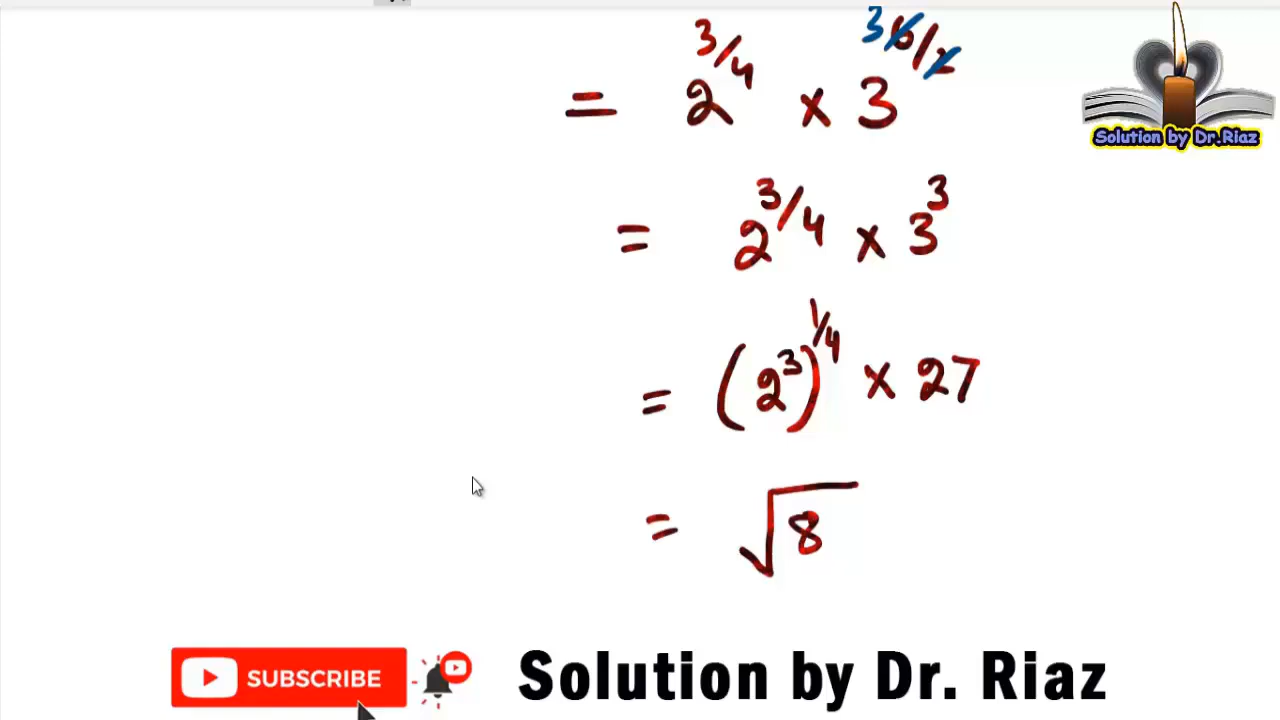 = 2^3/4 × 3^3 6/2
Solution by Dr.Riaz
= 2^3/4 × 3^3
= (2^3)^1/4 × 27
= √8
SUBSCRIBE
Solution by Dr. Riaz